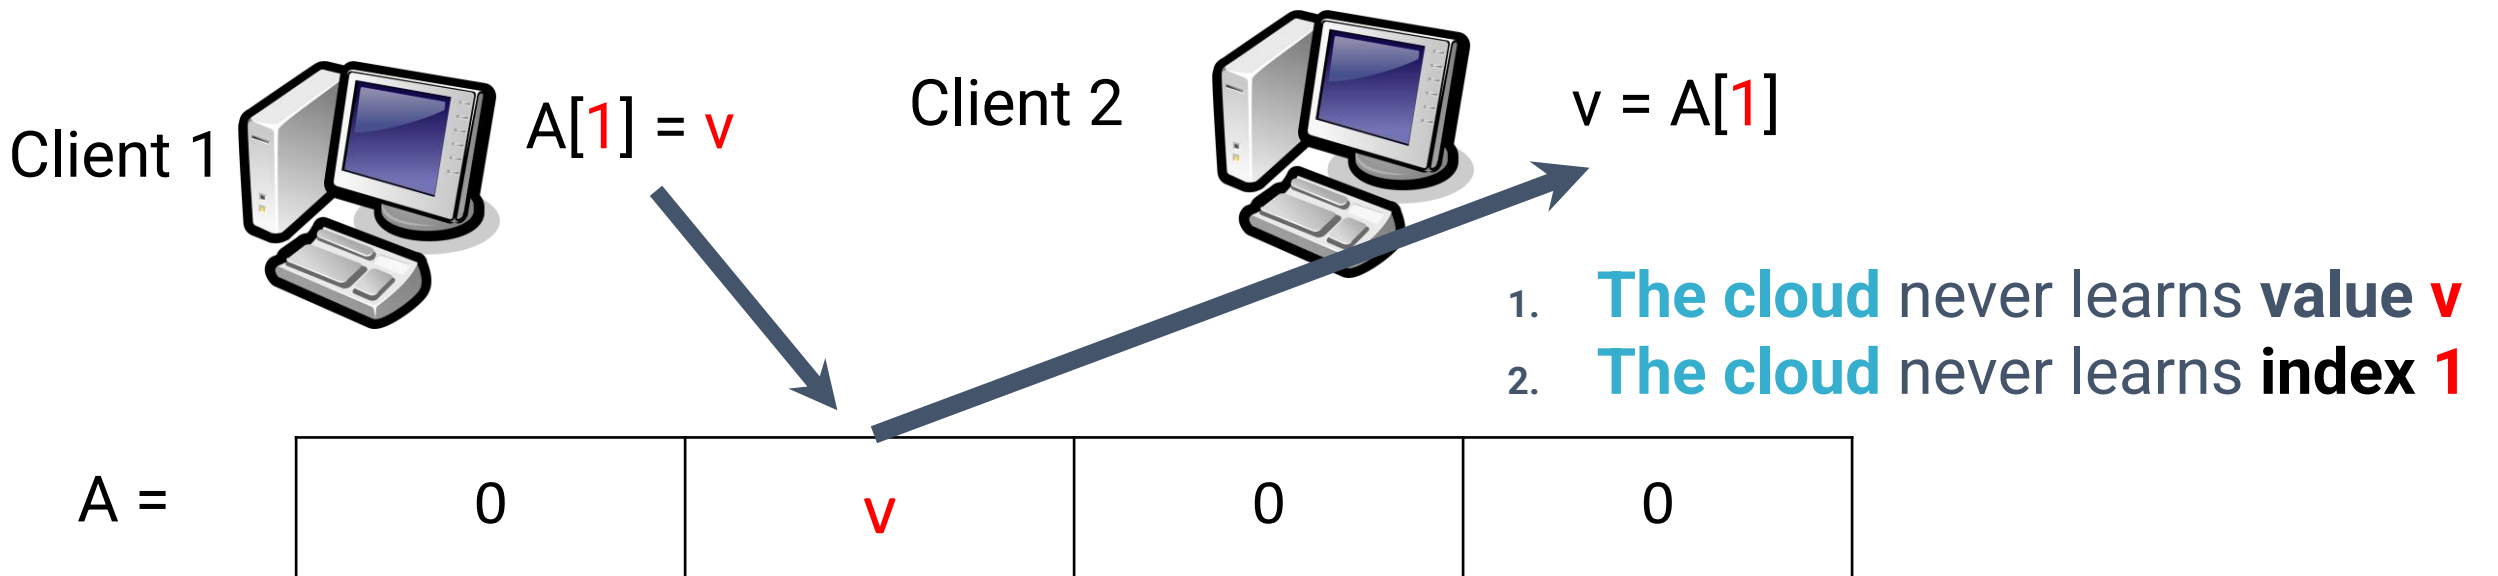 Client 1
A[1] = v
Client 2
v = A[1]
1. The cloud never learns value v
2. The cloud never learns index 1
A =
0 v 0 0